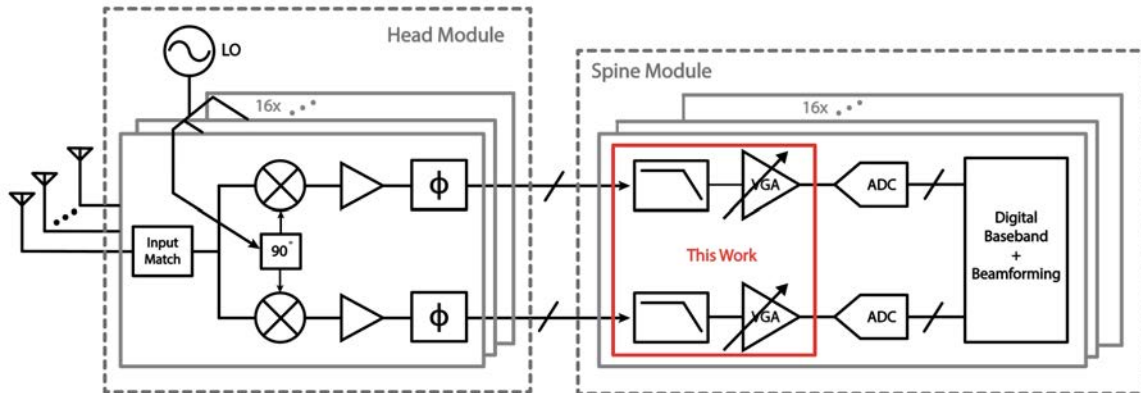 Head Module
LO
Spine Module
16x
16x
VGA
ADC
Input
Match
90°
Φ
Φ
This Work
Digital
Baseband
+
Beamforming
VGA
ADC